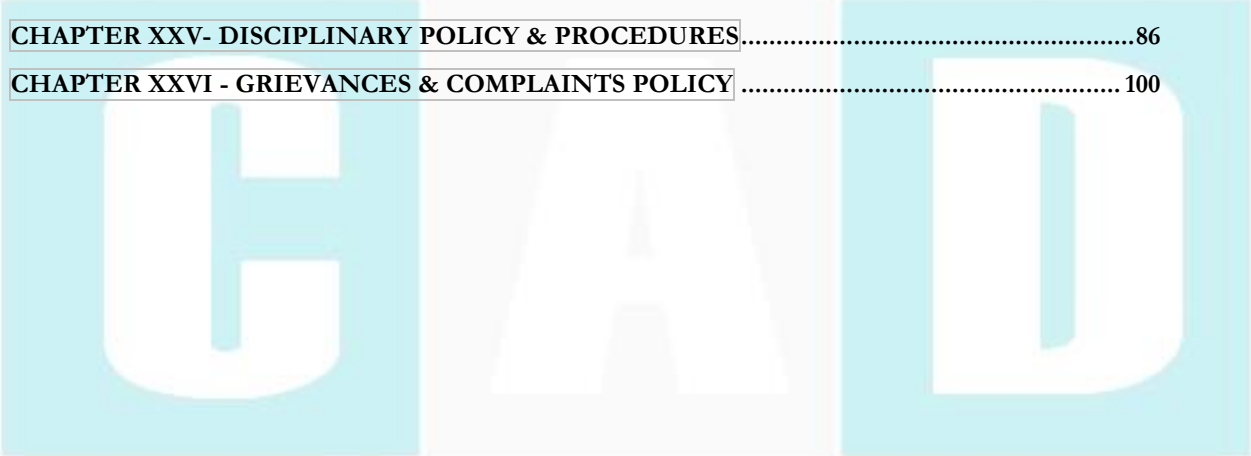 CHAPTER XXV- DISCIPLINARY POLICY & PROCEDURES........................................................86
CHAPTER XXVI - GRIEVANCES & COMPLAINTS POLICY ...................................................... 100
CAD